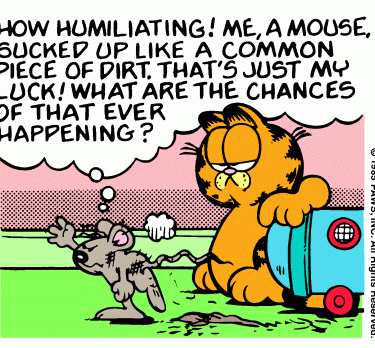 HOW HUMILIATING! ME, A MOUSE,
SUCKED UP LIKE A COMMON
PIECE OF DIRT. THAT'S JUST MY
LUCK! WHAT ARE THE CHANCES
OF THAT EVER
HAPPENING?
© 1989 PAWS, INC. All Rights Reserved.